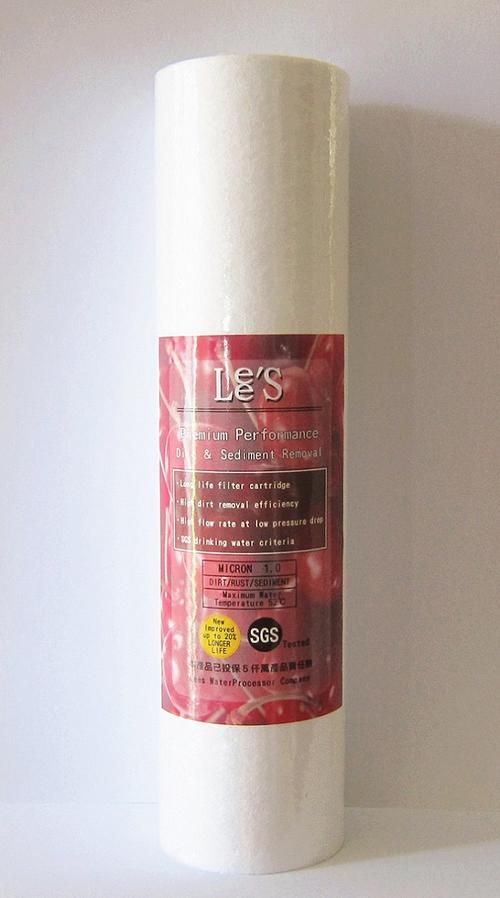 Lee'S
Premium Performance
Dirt & Sediment Removal
·Long life filter cartridge
·High dirt removal efficiency
·High flow rate at low pressure drop
·SGS drinking water criteria
MICRON 1.0
DIRT/RUST/SEDIMENT
Maximum Water
Temperature 52℃
New
Improved
up to 20%
LONGER
LIFE
SGS Tested
本產品已投保5仟萬產品責任險
Lees WaterProcessor Company